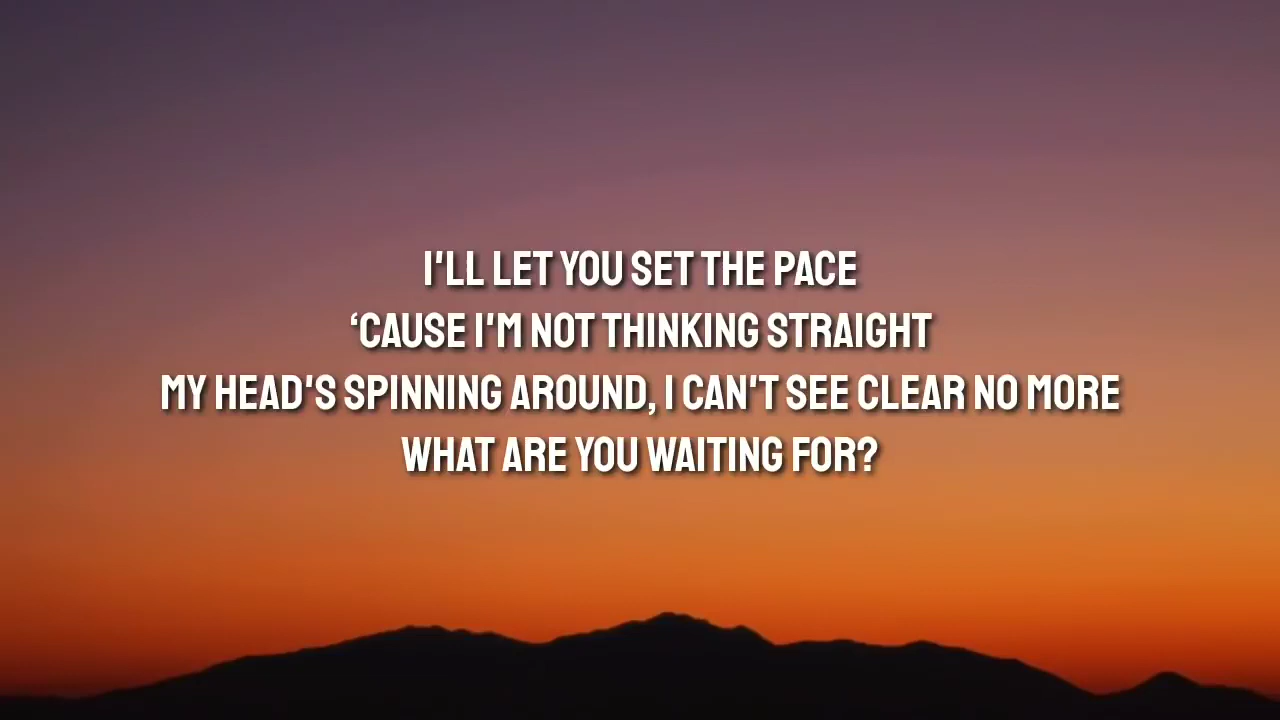 I'LL LET YOU SET THE PACE
‘CAUSE I'M NOT THINKING STRAIGHT
MY HEAD'S SPINNING AROUND, I CAN'T SEE CLEAR NO MORE
WHAT ARE YOU WAITING FOR?